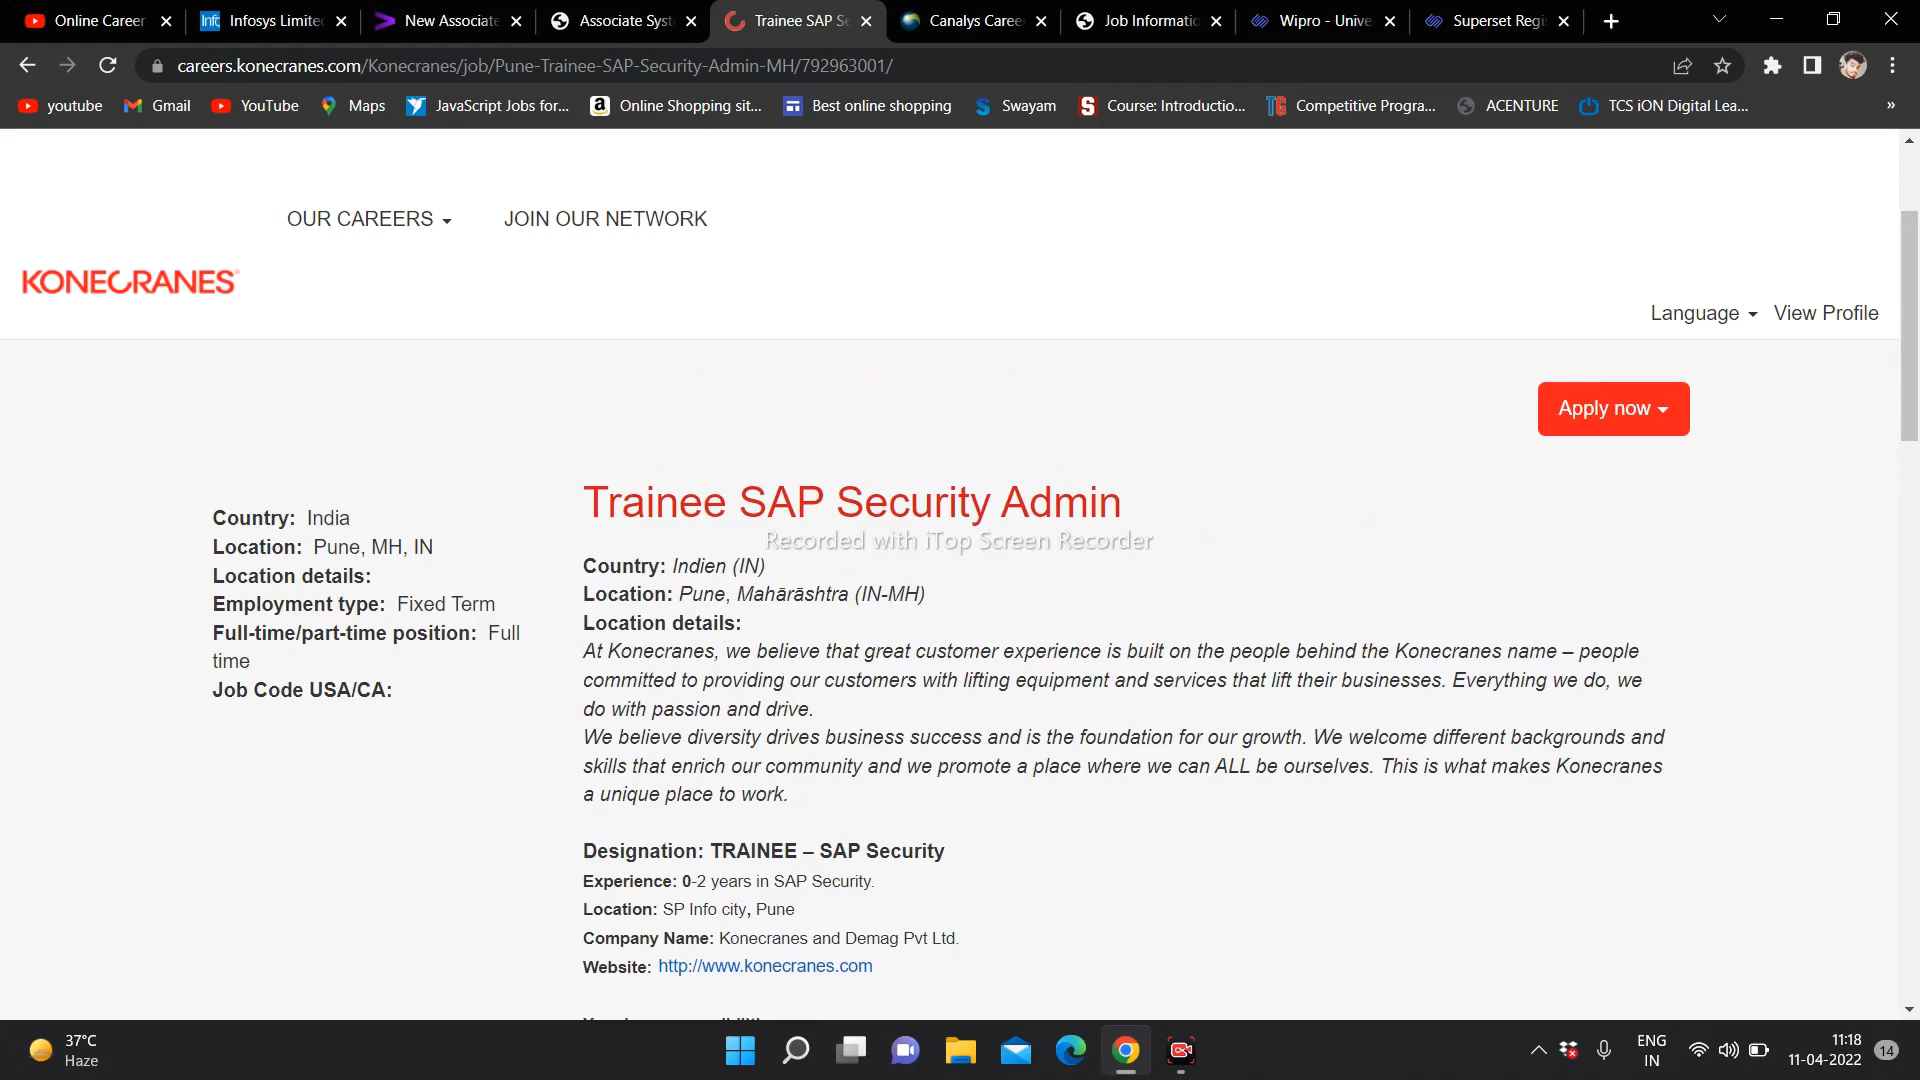 Online Career
Infosys Limite
New Associate
Associate Syst
Trainee SAP Se
Canalys Caree
Job Informatio
Wipro - Unive
Superset Regi
careers.konecranes.com/Konecranes/job/Pune-Trainee-SAP-Security-Admin-MH/792963001/
youtube
Gmail
YouTube
Maps
JavaScript Jobs for...
Online Shopping sit...
Best online shopping
Swayam
Course: Introductio...
Competitive Progra...
ACENTURE
TCS iON Digital Lea...
»
OUR CAREERS
JOIN OUR NETWORK
KONECRANES
Language
View Profile
Apply now
Country: India
Location: Pune, MH, IN
Location details:
Employment type: Fixed Term
Full-time/part-time position: Full
time
Job Code USA/CA:
Trainee SAP Security Admin
Recorded with iTop Screen Recorder
Country: Indien (IN)
Location: Pune, Mahārāshtra (IN-MH)
Location details:
At Konecranes, we believe that great customer experience is built on the people behind the Konecranes name – people
committed to providing our customers with lifting equipment and services that lift their businesses. Everything we do, we
do with passion and drive.
We believe diversity drives business success and is the foundation for our growth. We welcome different backgrounds and
skills that enrich our community and we promote a place where we can ALL be ourselves. This is what makes Konecranes
a unique place to work.
Designation: TRAINEE – SAP Security
Experience: 0-2 years in SAP Security.
Location: SP Info city, Pune
Company Name: Konecranes and Demag Pvt Ltd.
Website: http://www.konecranes.com
37°C
Haze
ENG
IN
11:18
11-04-2022
14